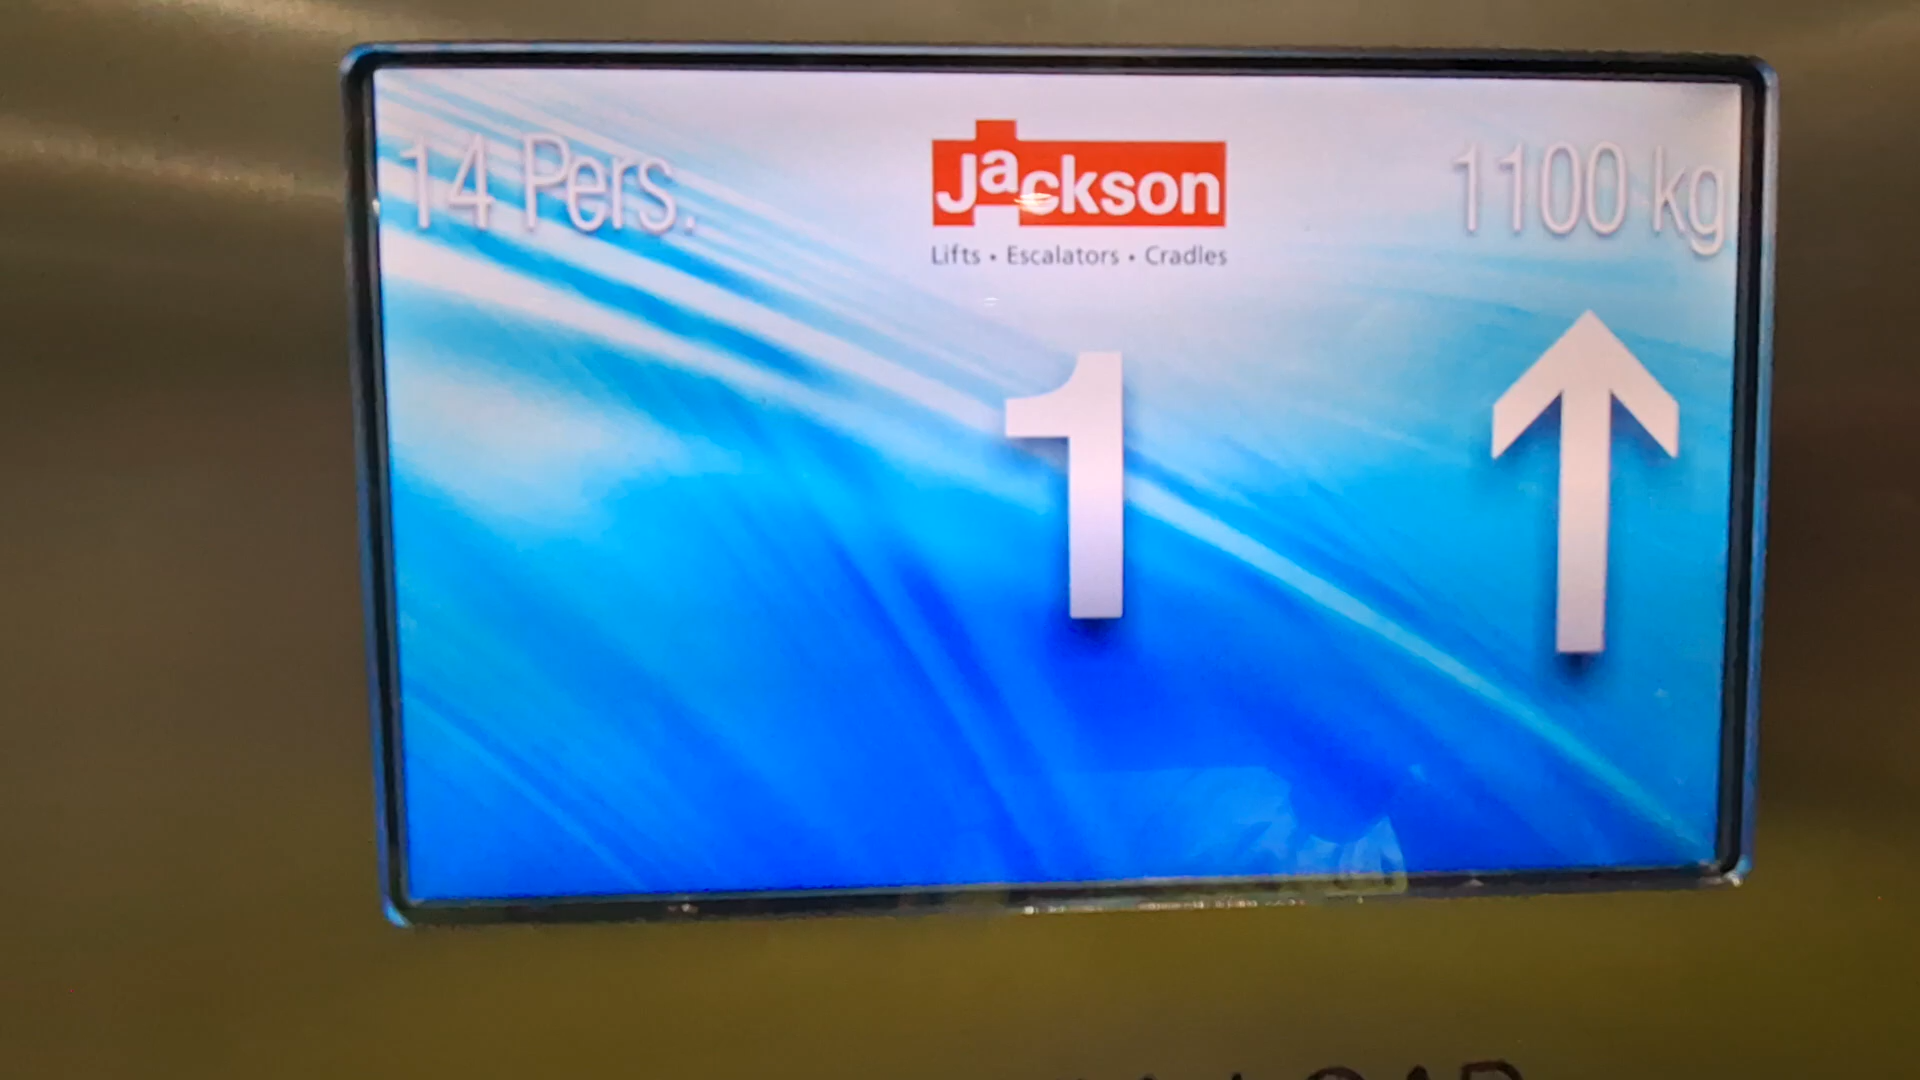 14 Pers.
Jackson
1100 kg
Lifts • Escalators • Cradles
1